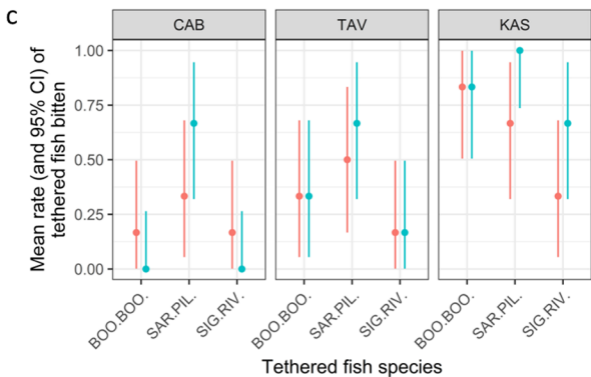 c
CAB TAV KAS
Mean rate (and 95% CI) of
tethered fish bitten
1.00
0.75
0.50
0.25
0.00
BOO.BOO. SAR.PIL. SIG.RIV. BOO.BOO. SAR.PIL. SIG.RIV. BOO.BOO. SAR.PIL. SIG.RIV.
Tethered fish species